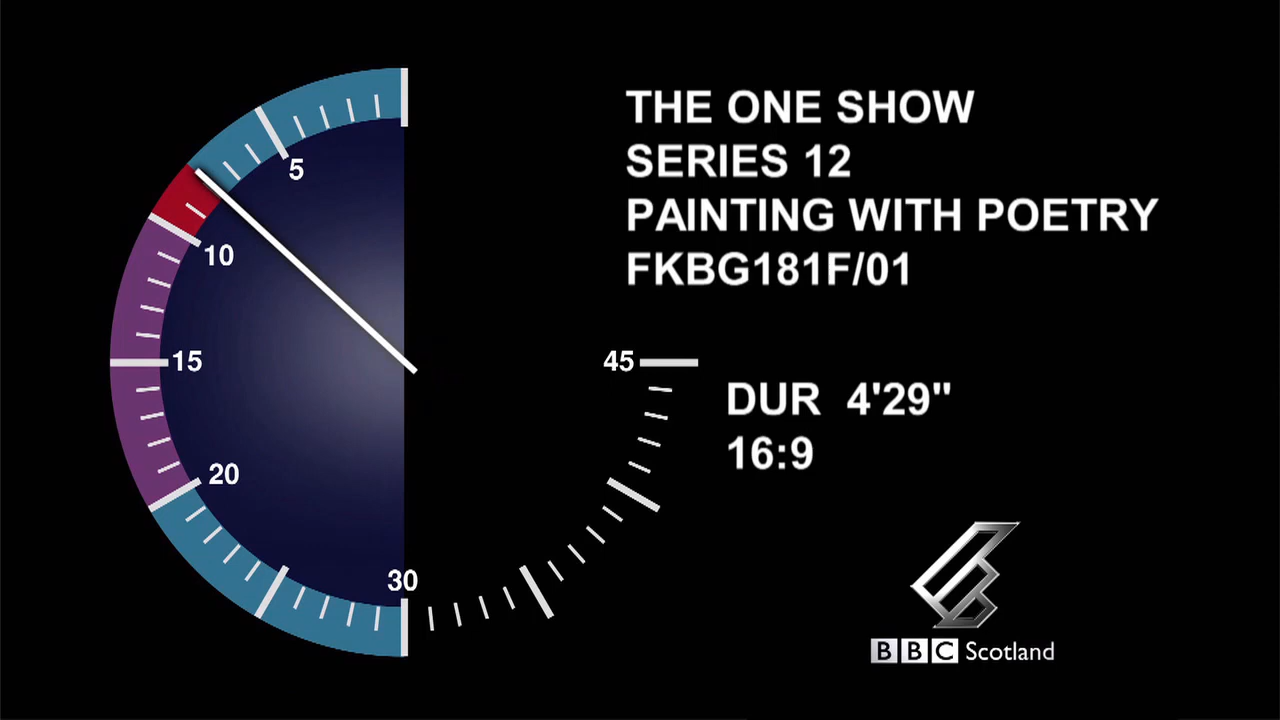 THE ONE SHOW
SERIES 12
PAINTING WITH POETRY
FKBG181F/01
5
10
15
20
30
45
DUR 4'29"
16:9
BBC Scotland